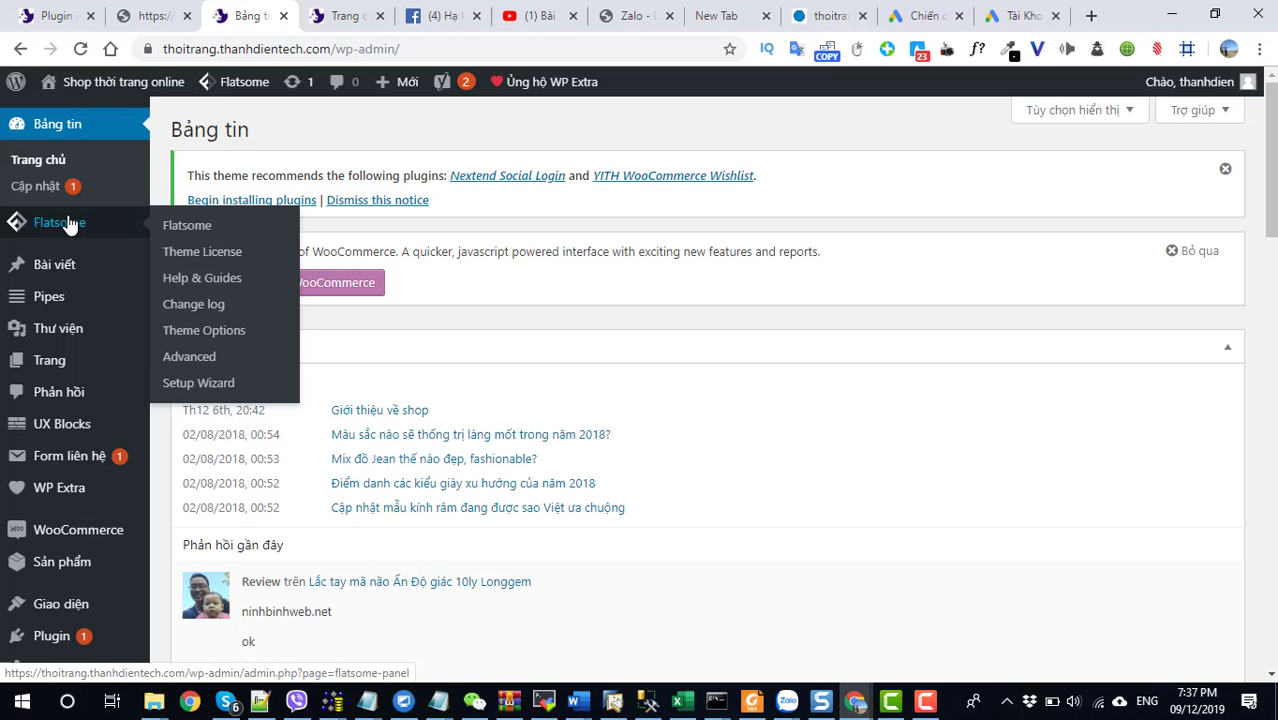 Plugin
https://
Bảng ti
Trang c
(4) Hạ k
(1) Bài
Zalo - C
New Tab
thoitran
Chiến c
Tài Kho
thoitrang.thanhdientech.com/wp-admin/
COPY
23
Shop thời trang online
Flatsome
1
0
Mới
2
Ủng hộ WP Extra
Chào, thanhdien
Bảng tin
Trang chủ
Cập nhật 1
Flatsome
Bài viết
Pipes
Thư viện
Trang
Phản hồi
UX Blocks
Form liên hệ 1
WP Extra
WooCommerce
Sản phẩm
Giao diện
Plugin 1
Flatsome
Theme License
Help & Guides
Change log
Theme Options
Advanced
Setup Wizard
Tùy chọn hiển thị
Trợ giúp
Bảng tin
This theme recommends the following plugins: Nextend Social Login and YITH WooCommerce Wishlist.
Begin installing plugins | Dismiss this notice
of WooCommerce. A quicker, javascript powered interface with exciting new features and reports.
Bỏ qua
WooCommerce
Th12 6th, 20:42 Giới thiệu về shop
02/08/2018, 00:54 Màu sắc nào sẽ thống trị làng mốt trong năm 2018?
02/08/2018, 00:53 Mix đồ Jean thế nào đẹp, fashionable?
02/08/2018, 00:52 Điểm danh các kiểu giày xu hướng của năm 2018
02/08/2018, 00:52 Cập nhật mẫu kính râm đang được sao Việt ưa chuộng
Phản hồi gần đây
Review trên Lắc tay mã não Ấn Độ giác 10ly Longgem
ninhbinhweb.net
ok
https://thoitrang.thanhdientech.com/wp-admin/admin.php?page=flatsome-panel
6
ENG
7:37 PM
09/12/2019